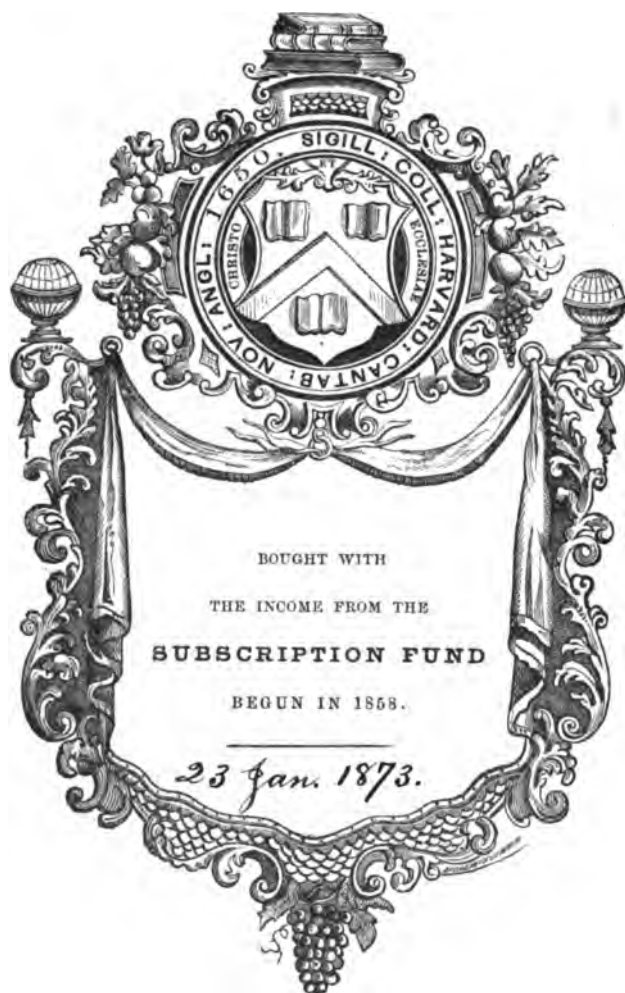 SIGILL: COLL: HARVARD: CANTAB: NOV: ANGL: 1650.
ET
CHRISTO
ECCLESIAE
BOUGHT WITH
THE INCOME FROM THE
SUBSCRIPTION FUND
BEGUN IN 1858.
23 Jan. 1873.